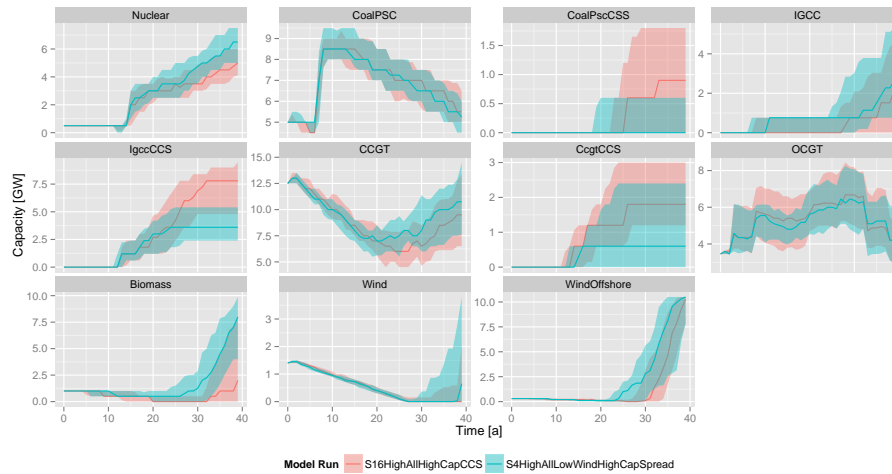 Nuclear CoalPSC CoalPscCSS IGCC
6 4 2 0
9 8 7 6 5
1.5 1.0 0.5 0.0
4 2 0
IgccCCS CCGT CcgtCCS OCGT
7.5 5.0 2.5 0.0
15.0 12.5 10.0 7.5 5.0
3 2 1 0
8 6 4
Capacity [GW]
Biomass Wind WindOffshore
10.0 7.5 5.0 2.5 0.0
3 2 1 0
10.0 7.5 5.0 2.5 0.0
0 10 20 30 40 0 10 20 30 40 0 10 20 30 40
Time [a]
Model Run S16HighAllHighCapCCS S4HighAllLowWindHighCapSpread